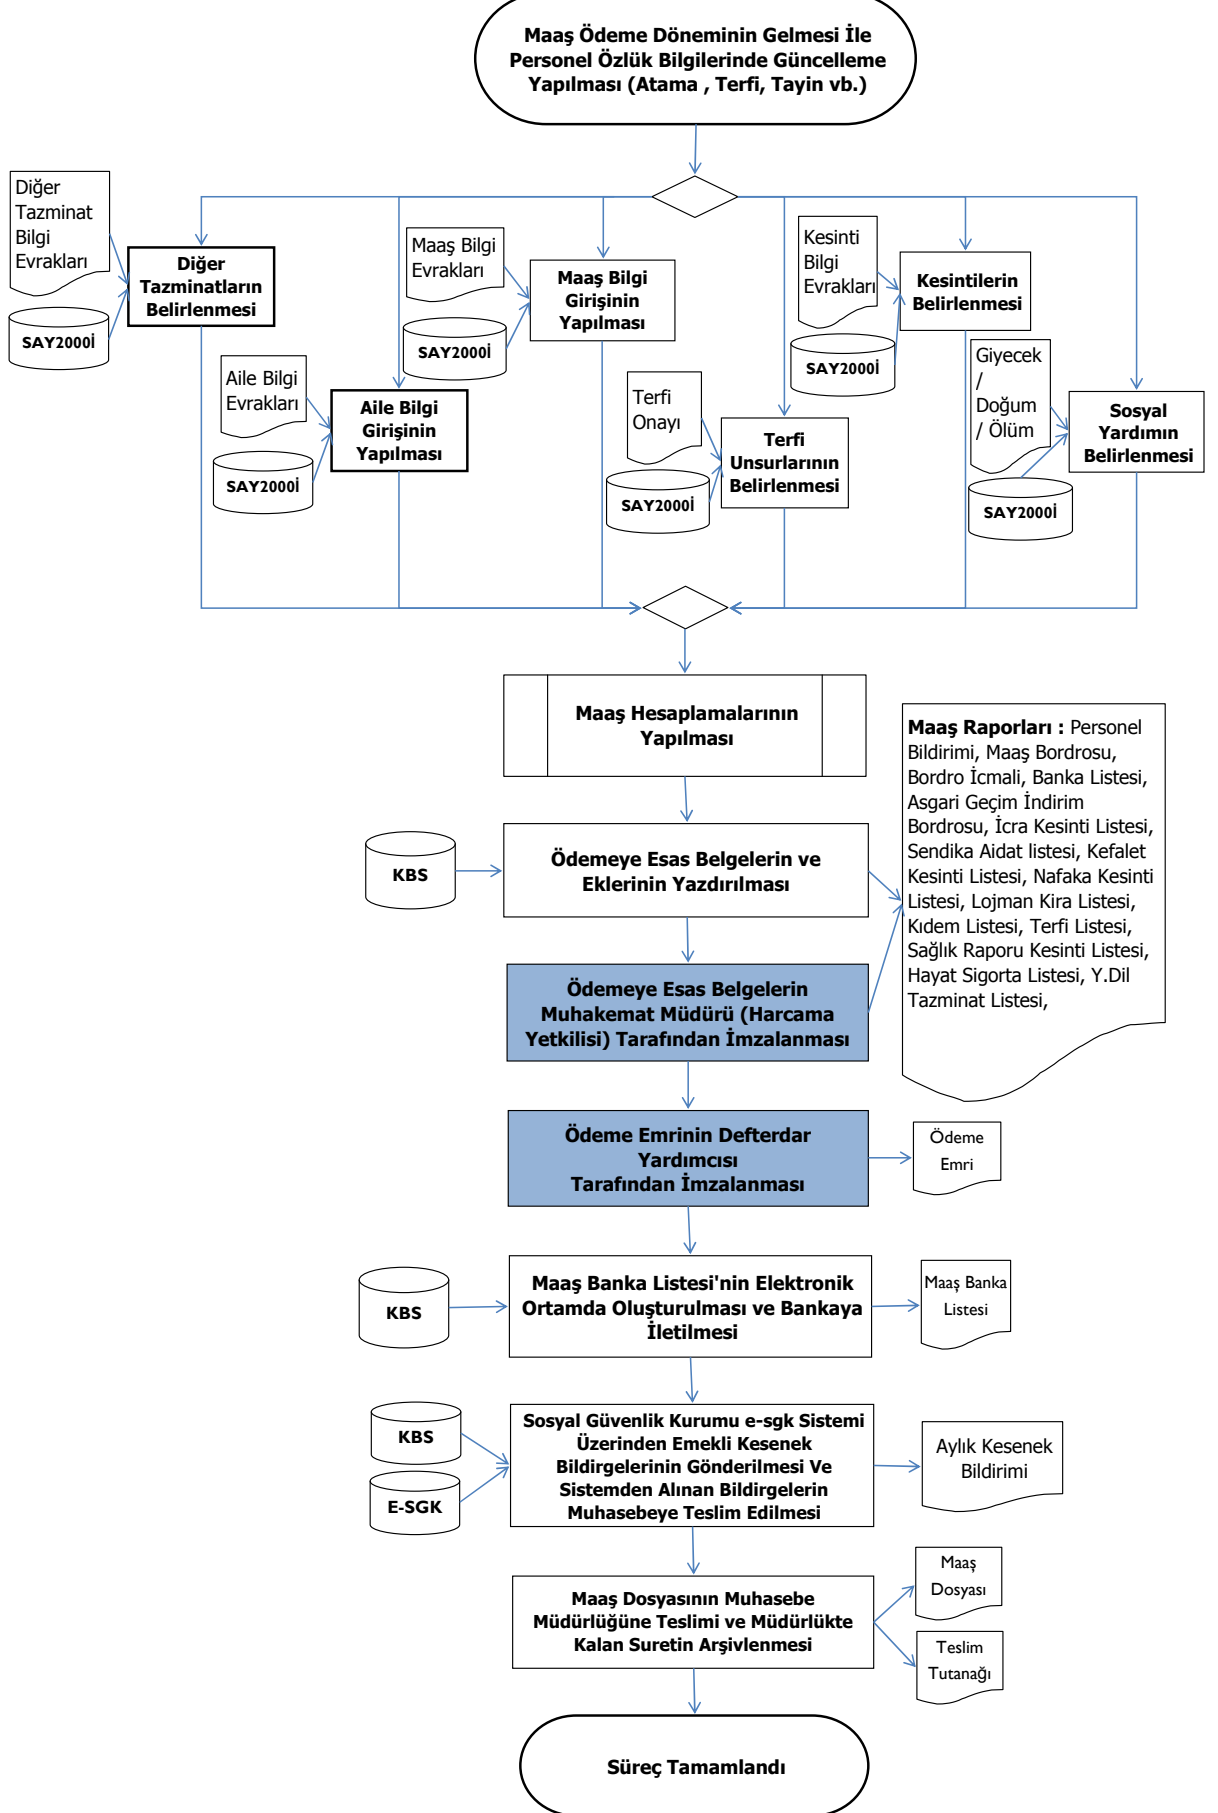 Maaş Ödeme Döneminin Gelmesi İle
Personel Özlük Bilgilerinde Güncelleme
Yapılması (Atama , Terfi, Tayin vb.)
Diğer
Tazminat
Bilgi
Evrakları
SAY2000İ
Diğer
Tazminatların
Belirlenmesi
Aile Bilgi
Evrakları
SAY2000İ
Aile Bilgi
Girişinin
Yapılması
Maaş Bilgi
Evrakları
SAY2000İ
Maaş Bilgi
Girişinin
Yapılması
Terfi
Onayı
SAY2000İ
Terfi
Unsurlarının
Belirlenmesi
Kesinti
Bilgi
Evrakları
SAY2000İ
Kesintilerin
Belirlenmesi
Giyecek
/
Doğum
/ Ölüm
SAY2000İ
Sosyal
Yardımın
Belirlenmesi
Maaş Hesaplamalarının
Yapılması
KBS
Ödemeye Esas Belgelerin ve
Eklerinin Yazdırılması
Maaş Raporları : Personel
Bildirimi, Maaş Bordrosu,
Bordro İcmali, Banka Listesi,
Asgari Geçim İndirim
Bordrosu, İcra Kesinti Listesi,
Sendika Aidat listesi, Kefalet
Kesinti Listesi, Nafaka Kesinti
Listesi, Lojman Kira Listesi,
Kıdem Listesi, Terfi Listesi,
Sağlık Raporu Kesinti Listesi,
Hayat Sigorta Listesi, Y.Dil
Tazminat Listesi,
Ödemeye Esas Belgelerin
Muhakemat Müdürü (Harcama
Yetkilisi) Tarafından İmzalanması
Ödeme Emrinin Defterdar
Yardımcısı
Tarafından İmzalanması
Ödeme
Emri
KBS
Maaş Banka Listesi'nin Elektronik
Ortamda Oluşturulması ve Bankaya
İletilmesi
Maaş Banka
Listesi
KBS
E-SGK
Sosyal Güvenlik Kurumu e-sgk Sistemi
Üzerinden Emekli Kesenek
Bildirgelerinin Gönderilmesi Ve
Sistemden Alınan Bildirgelerin
Muhasebeye Teslim Edilmesi
Aylık Kesenek
Bildirimi
Maaş Dosyasının Muhasebe
Müdürlüğüne Teslimi ve Müdürlükte
Kalan Suretin Arşivlenmesi
Maaş
Dosyası
Teslim
Tutanağı
Süreç Tamamlandı